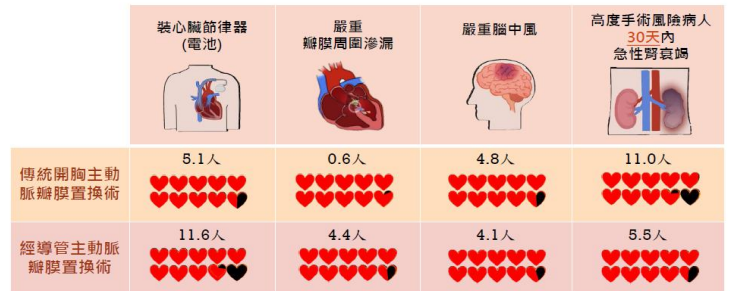 裝心臟節律器
(電池)
嚴重
瓣膜周圍滲漏
嚴重腦中風
高度手術風險病人
30天內
急性腎衰竭
傳統開胸主動
脈瓣膜置換術
5.1人
0.6人
4.8人
11.0人
經導管主動脈
瓣膜置換術
11.6人
4.4人
4.1人
5.5人